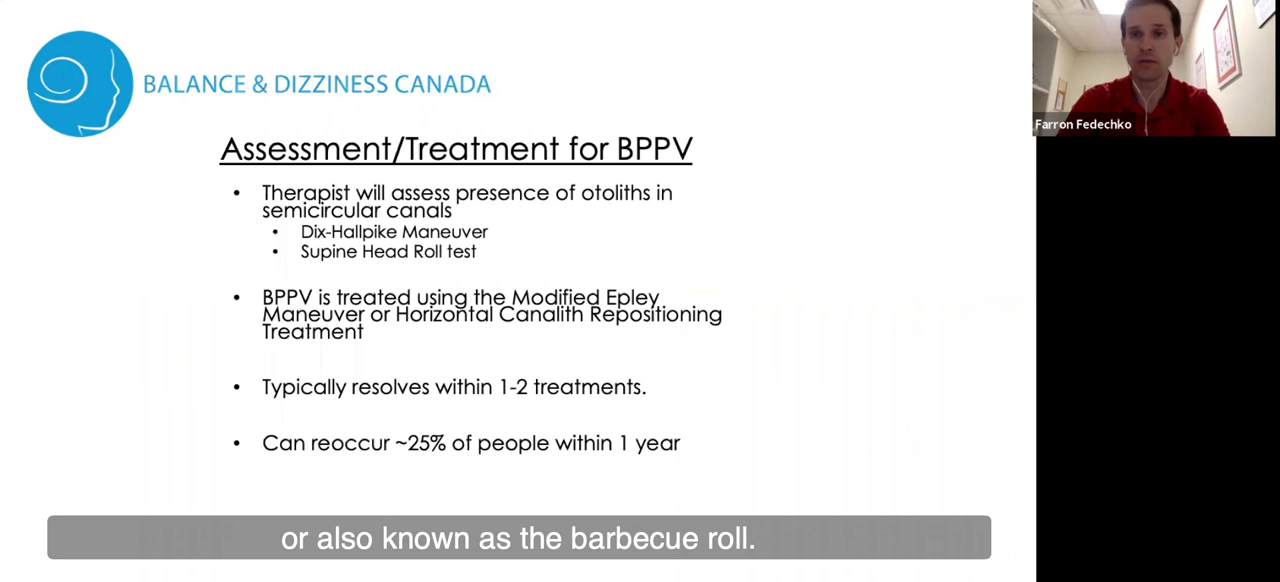 BALANCE & DIZZINESS CANADA
Farron Fedechko
Assessment/Treatment for BPPV
• Therapist will assess presence of otoliths in
semicircular canals
• Dix-Hallpike Maneuver
• Supine Head Roll test
• BPPV is treated using the Modified Epley
Maneuver or Horizontal Canalith Repositioning
Treatment
• Typically resolves within 1-2 treatments.
• Can reoccur ~25% of people within 1 year
or also known as the barbecue roll.